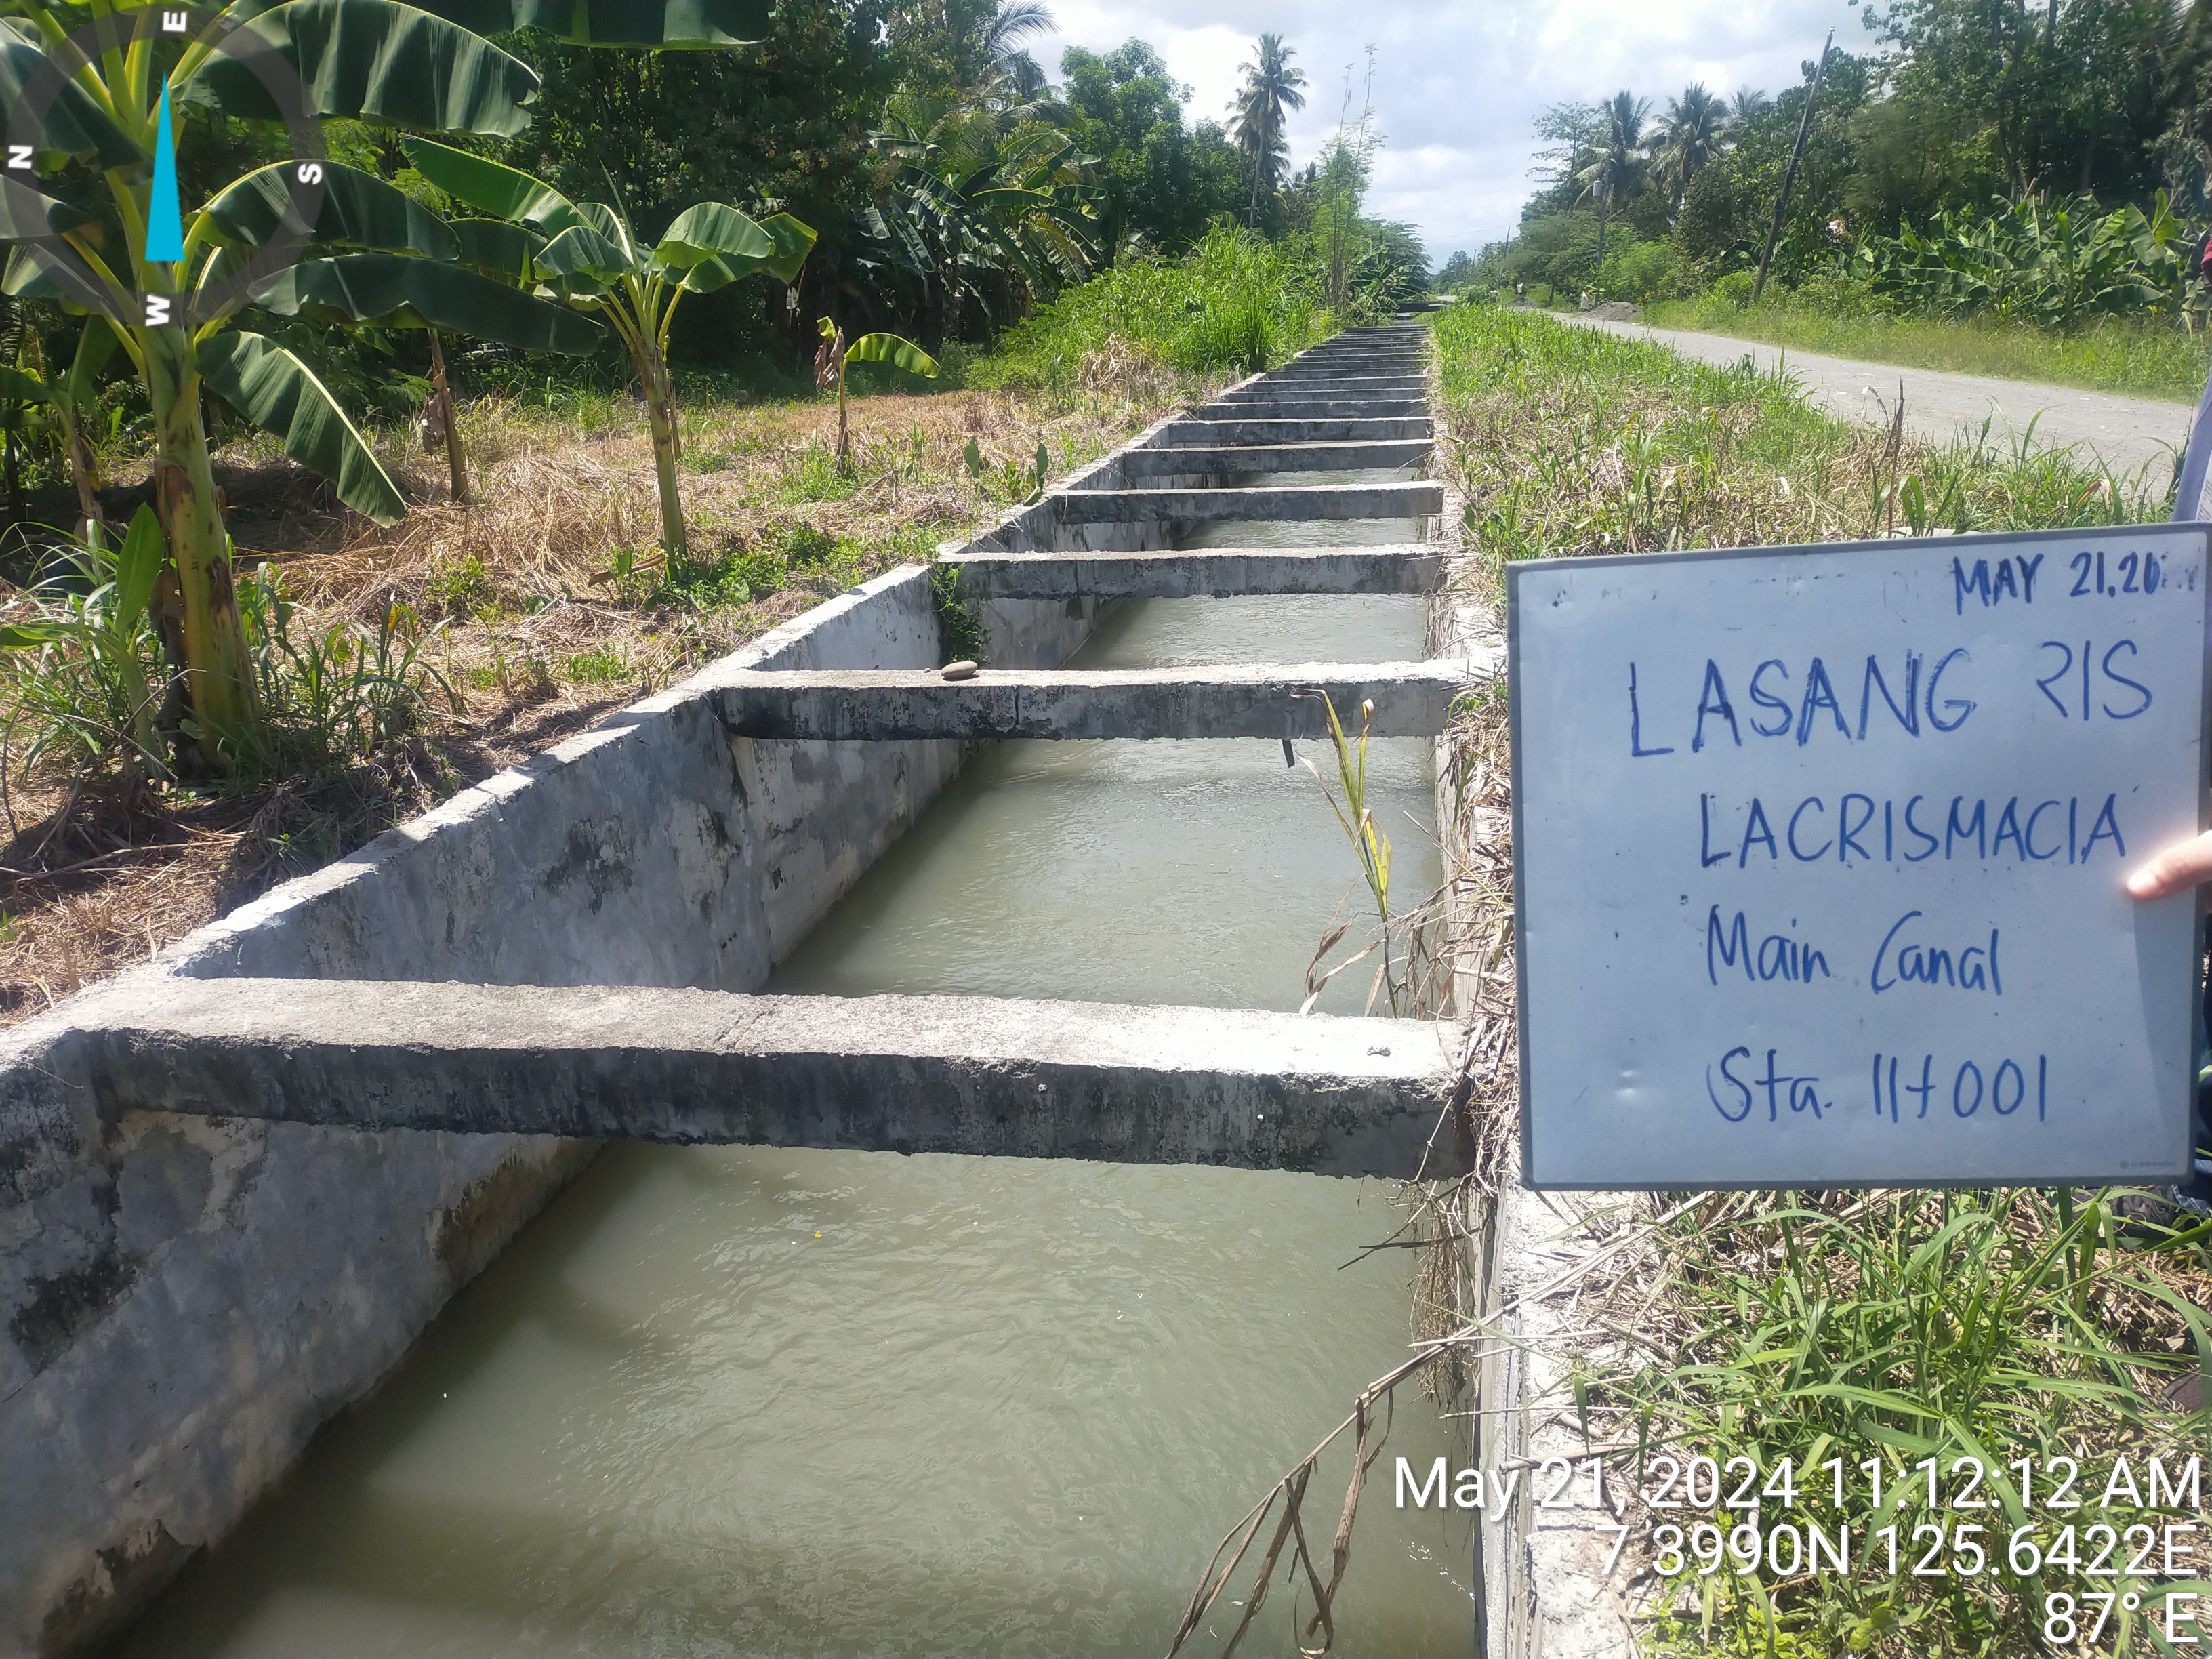 E
N
S
W
MAY 21.20
LASANG RIS
LACRISMACIA
Main Canal
Sta. 11+001
May 21, 2024 11:12:12 AM
7.3990N 125.6422E
87° E